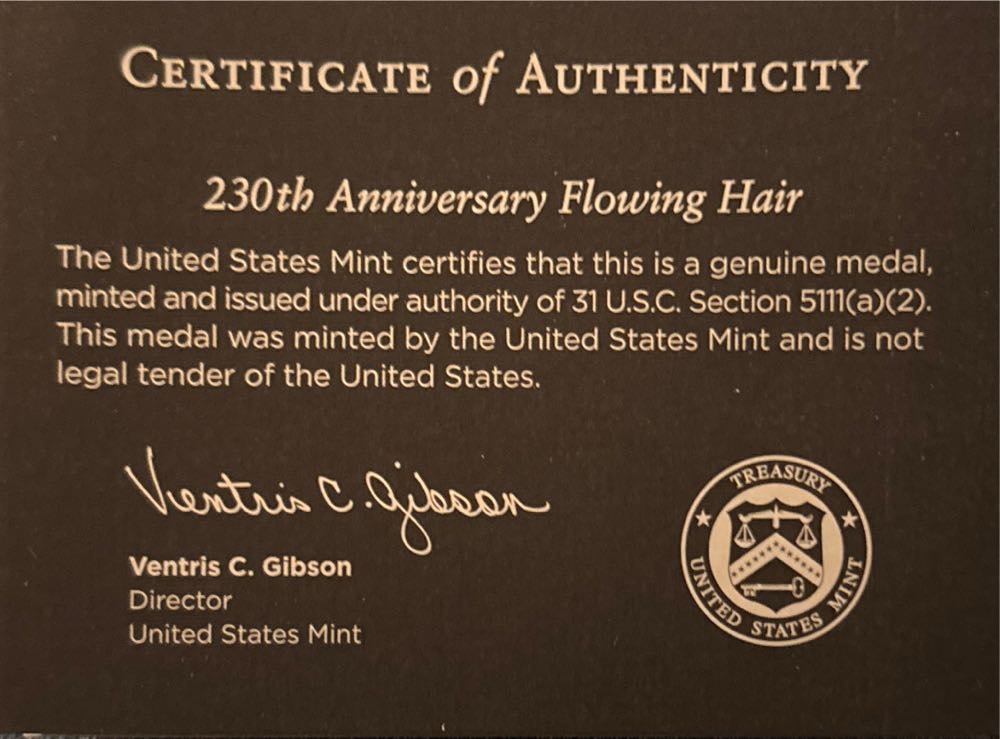 CERTIFICATE of AUTHENTICITY
230th Anniversary Flowing Hair
The United States Mint certifies that this is a genuine medal,
minted and issued under authority of 31 U.S.C. Section 5111(a)(2).
This medal was minted by the United States Mint and is not
legal tender of the United States.
Ventris C. Gibson
Ventris C. Gibson
Director
United States Mint
TREASURY
UNITED STATES MINT